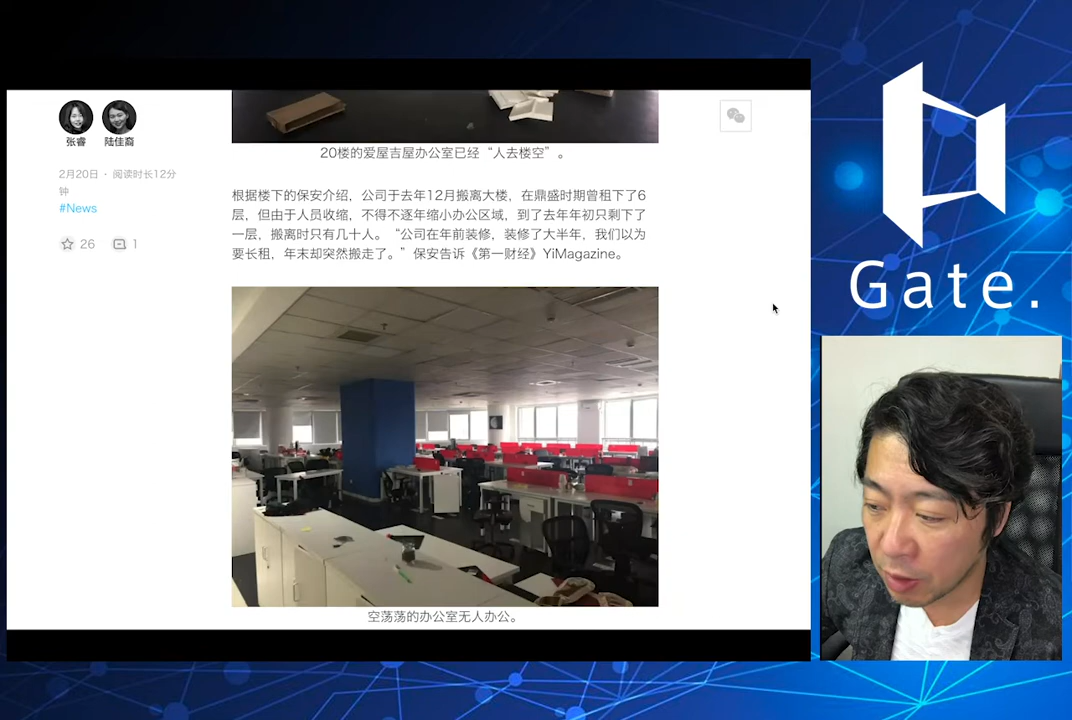 张睿 陆佳裔
2月20日 · 阅读时长12分
钟
#News
26 1
20楼的爱屋吉屋办公室已经“人去楼空”。
根据楼下的保安介绍，公司于去年12月搬离大楼，在鼎盛时期曾租下了6
层，但由于人员收缩，不得不逐年缩小办公区域，到了去年年初只剩下了
一层，搬离时只有几十人。“公司在年前装修，装修了大半年，我们以为
要长租，年末却突然搬走了。”保安告诉《第一财经》YiMagazine。
空荡荡的办公室无人办公。
Gate.